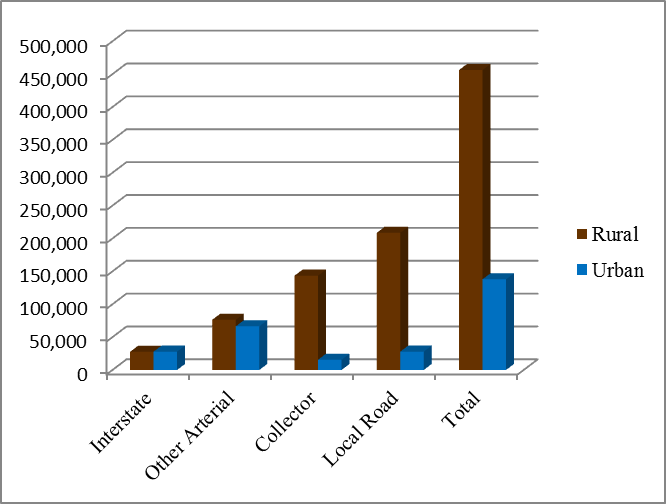 500,000
450,000
400,000
350,000
300,000
250,000
200,000
150,000
100,000
50,000
0
Interstate
Other Arterial
Collector
Local Road
Total
Rural
Urban